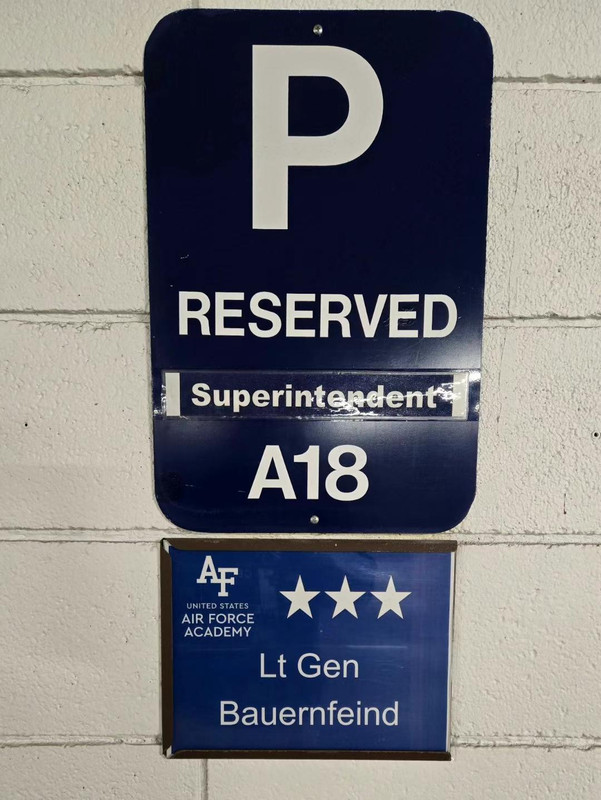 P
RESERVED
Superintendent
A18
AF
UNITED STATES
AIR FORCE
ACADEMY
Lt Gen
Bauernfeind